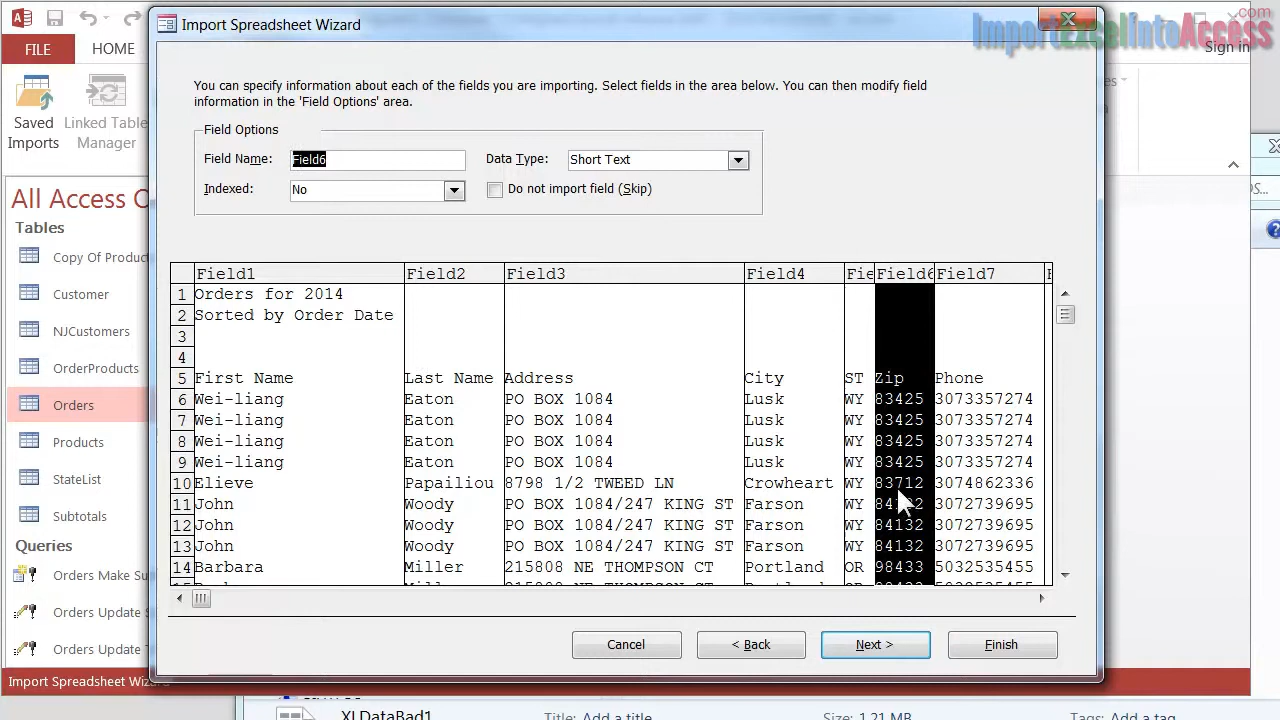 Import Spreadsheet Wizard
.com
ImportExcelIntoAccess
Sign in
FILE
HOME
Saved Imports
Linked Table Manager
You can specify information about each of the fields you are importing. Select fields in the area below. You can then modify field
information in the 'Field Options' area.
Field Options
Field Name: Field6 Data Type: Short Text
Indexed: No Do not import field (Skip)
All Access O
Tables
Copy Of Produc
Customer
NJCustomers
OrderProducts
Orders
Products
StateList
Subtotals
Queries
Orders Make Su
Orders Update S
Orders Update T
Field1 Field2 Field3 Field4 Fie Field6 Field7
1 Orders for 2014
2 Sorted by Order Date
3
4
5 First Name Last Name Address City ST Zip Phone
6 Wei-liang Eaton PO BOX 1084 Lusk WY 83425 3073357274
7 Wei-liang Eaton PO BOX 1084 Lusk WY 83425 3073357274
8 Wei-liang Eaton PO BOX 1084 Lusk WY 83425 3073357274
9 Wei-liang Eaton PO BOX 1084 Lusk WY 83425 3073357274
10 Elieve Papailiou 8798 1/2 TWEED LN Crowheart WY 83712 3074862336
11 John Woody PO BOX 1084/247 KING ST Farson WY 3072739695
12 John Woody PO BOX 1084/247 KING ST Farson WY 84132 3072739695
13 John Woody PO BOX 1084/247 KING ST Farson WY 84132 3072739695
14 Barbara Miller 215808 NE THOMPSON CT Portland OR 98433 5032535455
Cancel < Back Next > Finish
Import Spreadsheet Wizard
XLDataBad1 Title: Add a title Size: 1.21 MB Tags: Add a tag